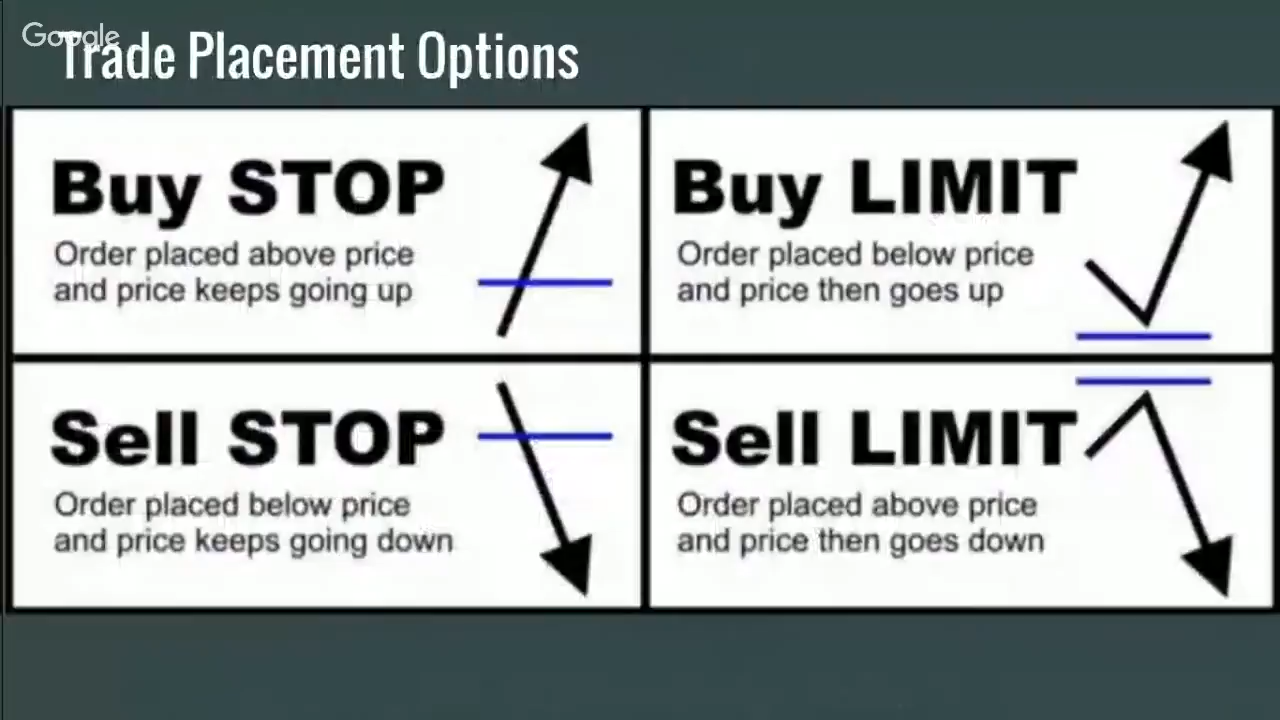 Google
Trade Placement Options
Buy STOP
Order placed above price
and price keeps going up
Buy LIMIT
Order placed below price
and price then goes up
Sell STOP
Order placed below price
and price keeps going down
Sell LIMIT
Order placed above price
and price then goes down